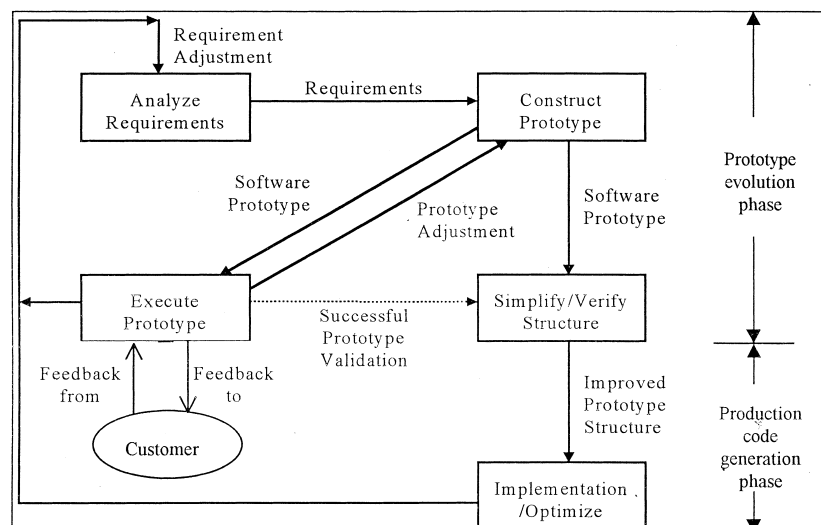 Requirement
Adjustment
Analyze
Requirements
Requirements
Construct
Prototype
Software
Prototype
Prototype
Adjustment
Software
Prototype
Prototype
evolution
phase
Execute
Prototype
Successful
Prototype
Validation
Simplify/Verify
Structure
Feedback
from
Feedback
to
Customer
Improved
Prototype
Structure
Production
code
generation
phase
Implementation
/Optimize